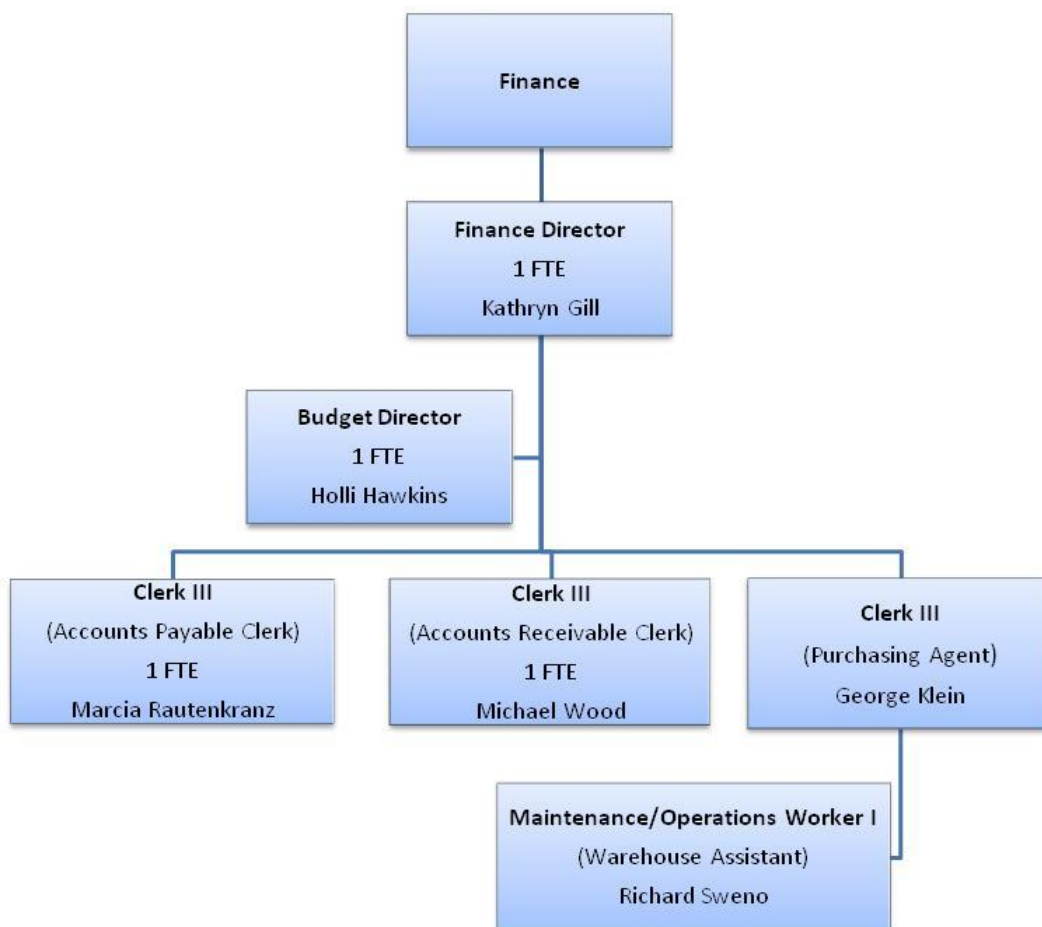 Finance
Finance Director
1 FTE
Kathryn Gill
Budget Director
1 FTE
Holli Hawkins
Clerk III
(Accounts Payable Clerk)
1 FTE
Marcia Rautenkranz
Clerk III
(Accounts Receivable Clerk)
1 FTE
Michael Wood
Clerk III
(Purchasing Agent)
George Klein
Maintenance/Operations Worker I
(Warehouse Assistant)
Richard Sweno